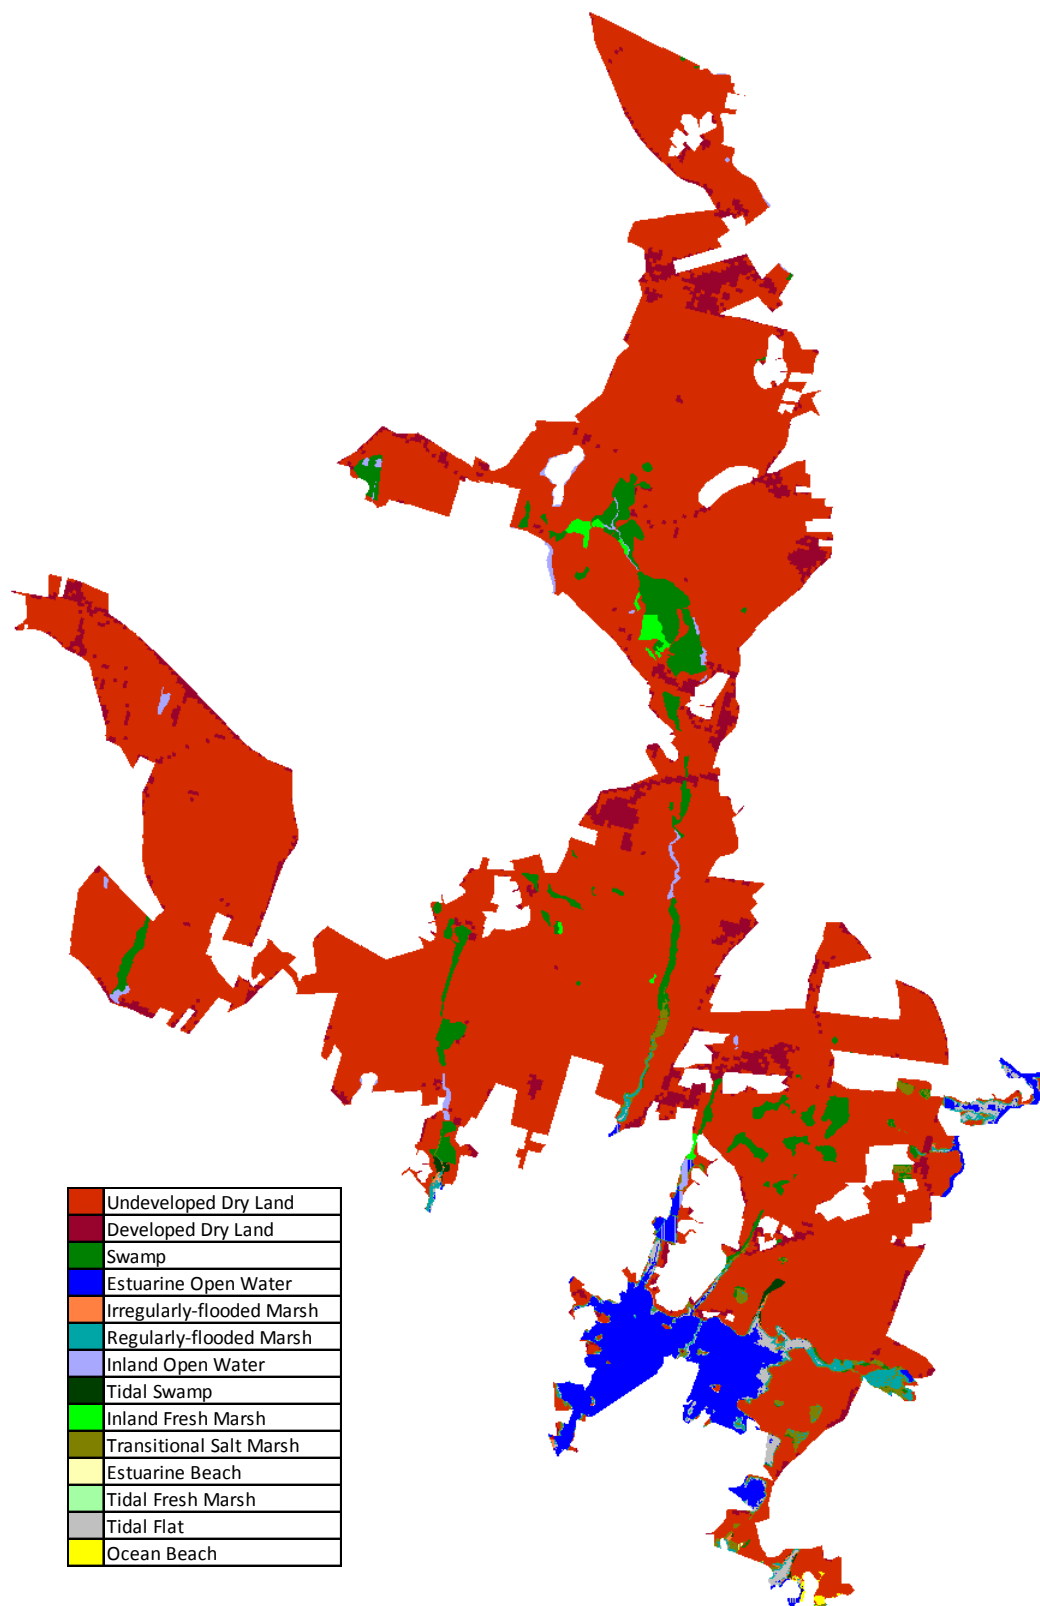 Undeveloped Dry Land
Developed Dry Land
Swamp
Estuarine Open Water
Irregularly-flooded Marsh
Regularly-flooded Marsh
Inland Open Water
Tidal Swamp
Inland Fresh Marsh
Transitional Salt Marsh
Estuarine Beach
Tidal Fresh Marsh
Tidal Flat
Ocean Beach